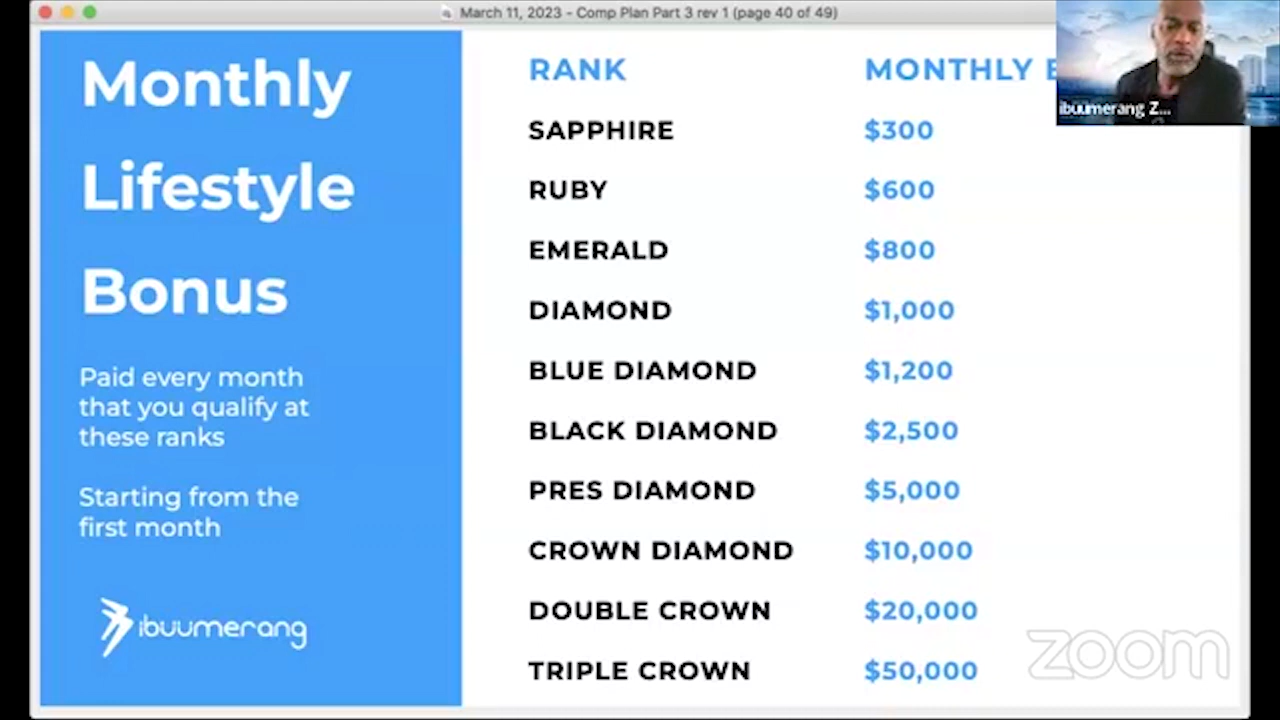 March 11, 2023 - Comp Plan Part 3 rev 1 (page 40 of 49)
Monthly
Lifestyle
Bonus
Paid every month
that you qualify at
these ranks
Starting from the
first month
ibuumerang
RANK MONTHLY
SAPPHIRE $300
RUBY $600
EMERALD $800
DIAMOND $1,000
BLUE DIAMOND $1,200
BLACK DIAMOND $2,500
PRES DIAMOND $5,000
CROWN DIAMOND $10,000
DOUBLE CROWN $20,000
TRIPLE CROWN $50,000
ibuumerang Z...
zoom